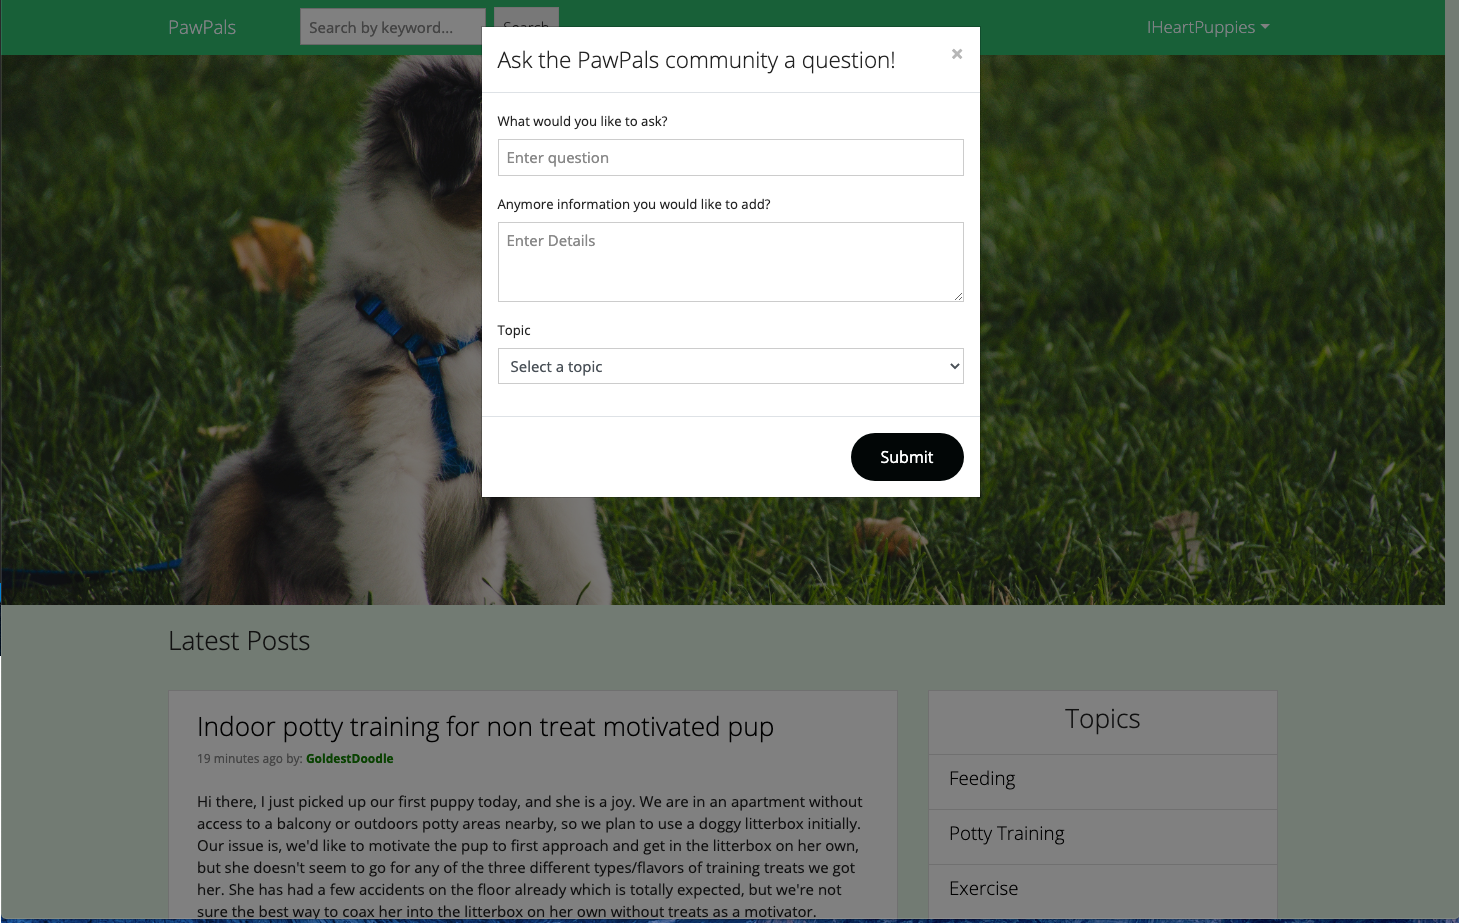 PawPals
Search by keyword...
Search
IHeartPuppies
Ask the PawPals community a question!
×
What would you like to ask?
Enter question
Anymore information you would like to add?
Enter Details
Topic
Select a topic
Submit
Latest Posts
Indoor potty training for non treat motivated pup
19 minutes ago by: GoldestDoodle
Hi there, I just picked up our first puppy today, and she is a joy. We are in an apartment without
access to a balcony or outdoors potty areas nearby, so we plan to use a doggy litterbox initially.
Our issue is, we'd like to motivate the pup to first approach and get in the litterbox on her own,
but she doesn't seem to go for any of the three different types/flavors of training treats we got
her. She has had a few accidents on the floor already which is totally expected, but we're not
sure the best way to coax her into the litterbox on her own without treats as a motivator.
Topics
Feeding
Potty Training
Exercise